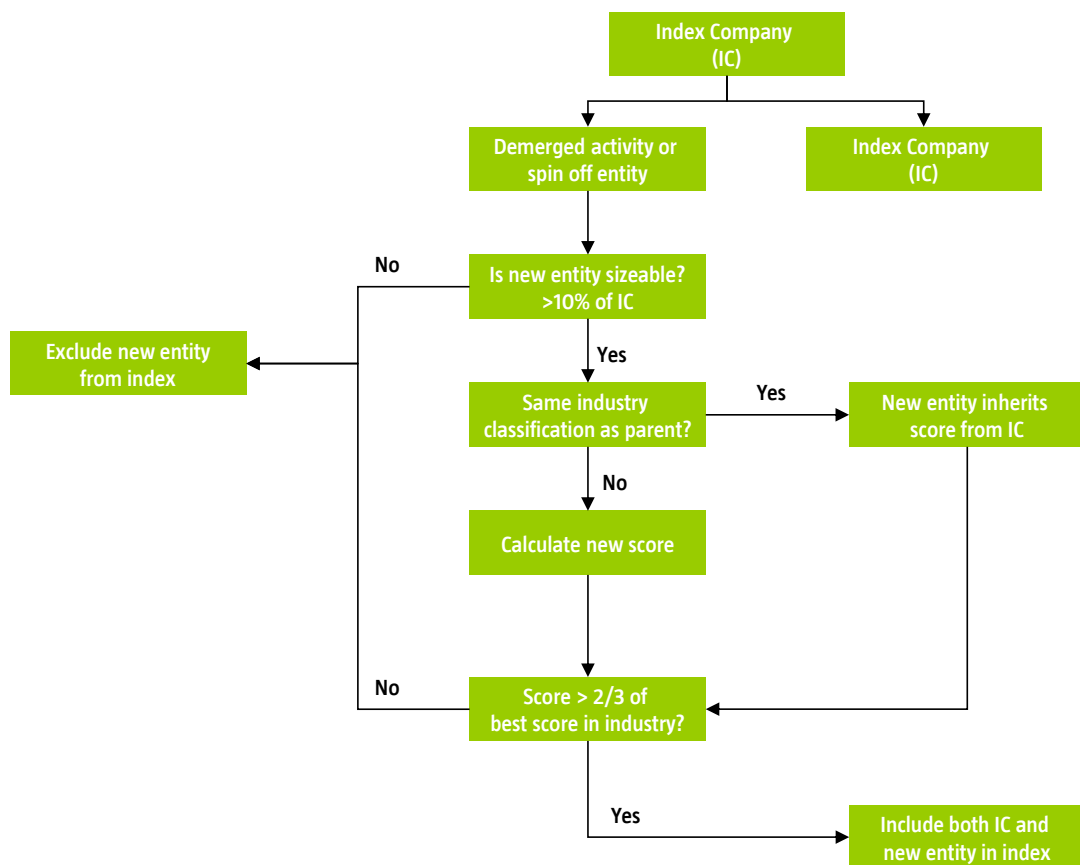 Index Company
(IC)
Demerged activity or
spin off entity
Index Company
(IC)
No
Is new entity sizeable?
>10% of IC
Exclude new entity
from index
Yes
Same industry
classification as parent?
Yes
New entity inherits
score from IC
No
Calculate new score
No
Score > 2/3 of
best score in industry?
Yes
Include both IC and
new entity in index